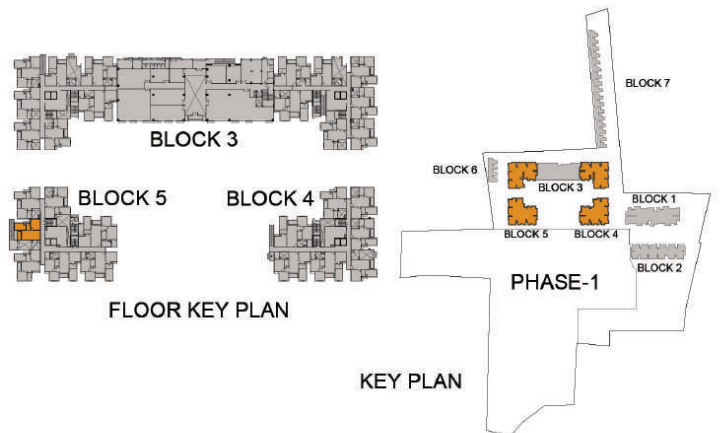 BLOCK 3
BLOCK 5
BLOCK 4
FLOOR KEY PLAN
BLOCK 7
BLOCK 6
BLOCK 3
BLOCK 1
BLOCK 5
BLOCK 4
BLOCK 2
PHASE-1
KEY PLAN